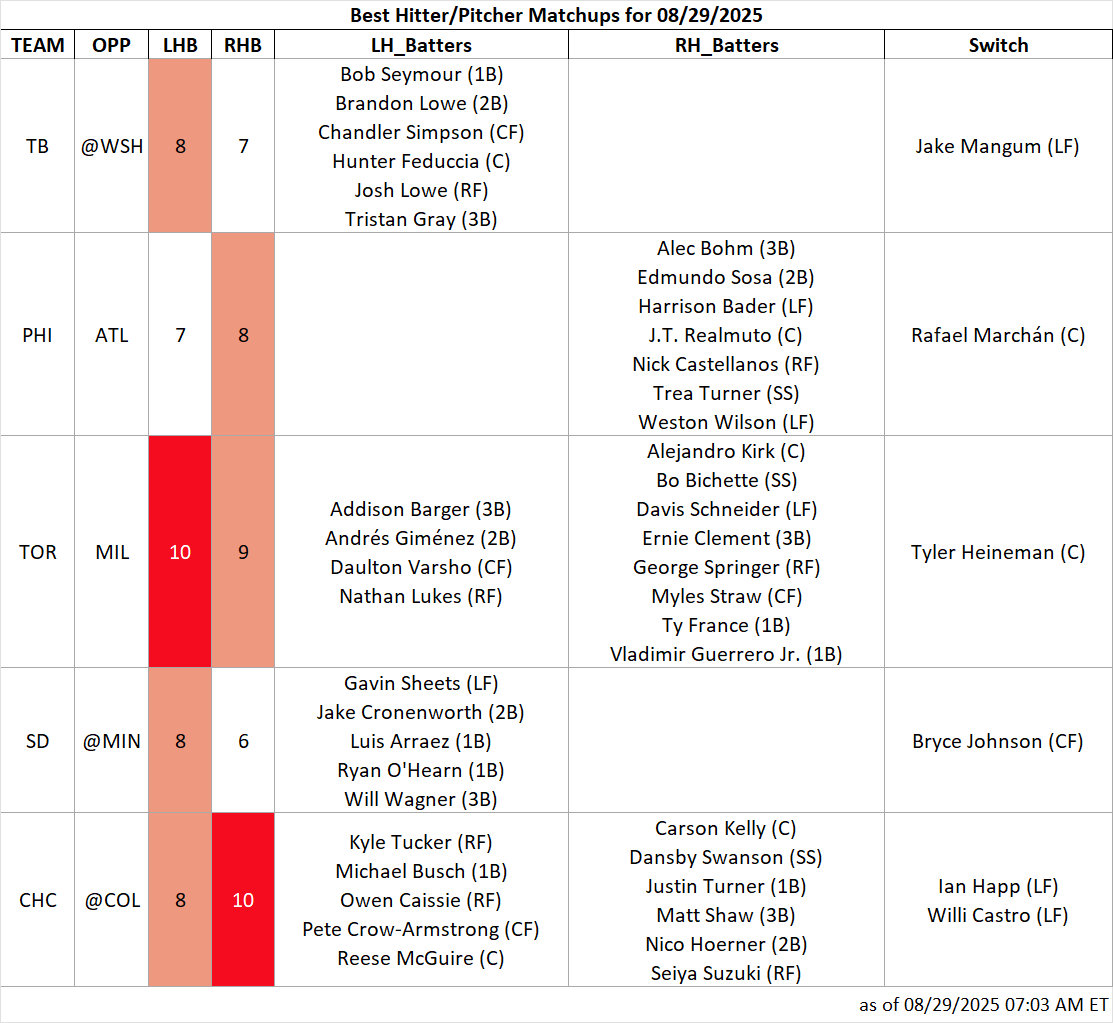 Best Hitter/Pitcher Matchups for 08/29/2025
TEAM OPP LHB RHB LH_Batters RH_Batters Switch
TB @WSH 8 7
Bob Seymour (1B)
Brandon Lowe (2B)
Chandler Simpson (CF)
Hunter Feduccia (C)
Josh Lowe (RF)
Tristan Gray (3B)
Jake Mangum (LF)
PHI ATL 7 8
Alec Bohm (3B)
Edmundo Sosa (2B)
Harrison Bader (LF)
J.T. Realmuto (C)
Nick Castellanos (RF)
Trea Turner (SS)
Weston Wilson (LF)
Rafael Marchán (C)
TOR MIL 10 9
Addison Barger (3B)
Andrés Giménez (2B)
Daulton Varsho (CF)
Nathan Lukes (RF)
Alejandro Kirk (C)
Bo Bichette (SS)
Davis Schneider (LF)
Ernie Clement (3B)
George Springer (RF)
Myles Straw (CF)
Ty France (1B)
Vladimir Guerrero Jr. (1B)
Tyler Heineman (C)
SD @MIN 8 6
Gavin Sheets (LF)
Jake Cronenworth (2B)
Luis Arraez (1B)
Ryan O'Hearn (1B)
Will Wagner (3B)
Bryce Johnson (CF)
CHC @COL 8 10
Kyle Tucker (RF)
Michael Busch (1B)
Owen Caissie (RF)
Pete Crow-Armstrong (CF)
Reese McGuire (C)
Carson Kelly (C)
Dansby Swanson (SS)
Justin Turner (1B)
Matt Shaw (3B)
Nico Hoerner (2B)
Seiya Suzuki (RF)
Ian Happ (LF)
Willi Castro (LF)
as of 08/29/2025 07:03 AM ET